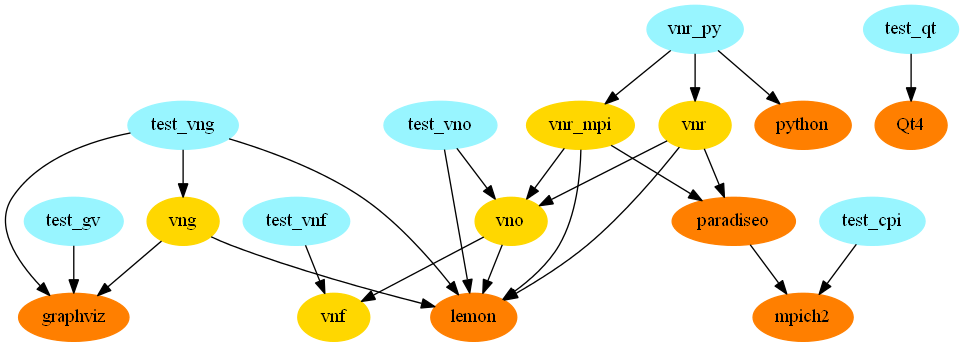 vnr_py
test_qt
test_vng
test_vno
vnr_mpi
vnr
python
Qt4
test_gv
vng
test_vnf
vno
paradiseo
test_cpi
graphviz
vnf
lemon
mpich2